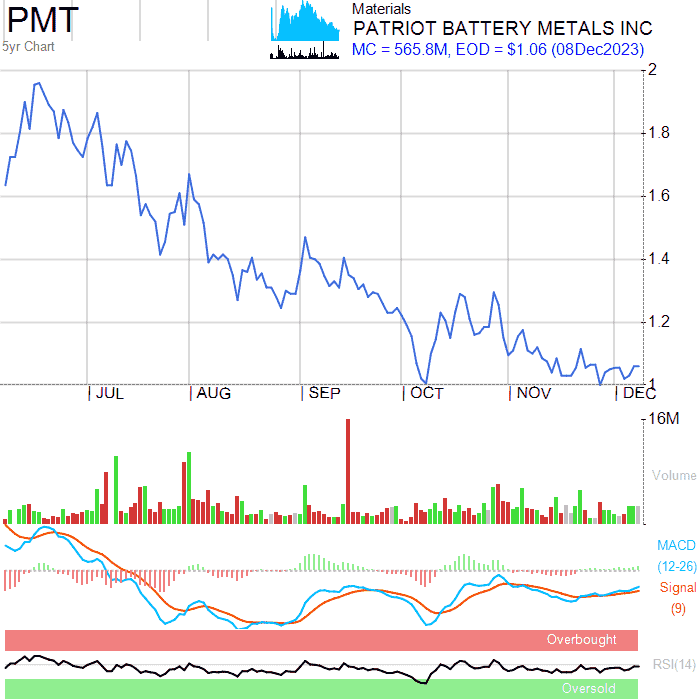 PMT
5yr Chart
Materials
PATRIOT BATTERY METALS INC
MC = 565.8M, EOD = $1.06 (08Dec2023)
2
1.8
1.6
1.4
1.2
1
JUL AUG SEP OCT NOV DEC
16M
Volume
MACD
(12-26)
Signal
(9)
Overbought
RSI(14)
Oversold